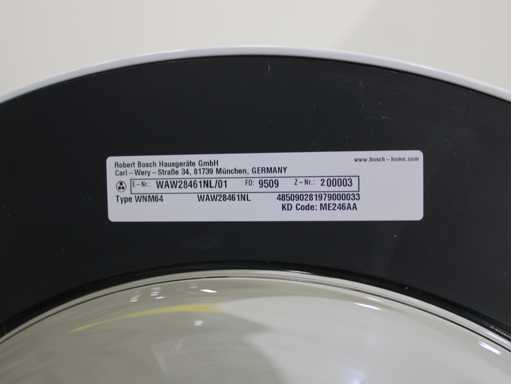 Robert Bosch Hausgeräte GmbH
www.bosch-home.com
Carl-Wery-Straße 34, 81739 München, GERMANY
E-Nr.: WAW28461NL/01 FD: 9509 Z-Nr.: 200003
Type WNM64 WAW28461NL 485090281979000033
KD Code: ME246AA